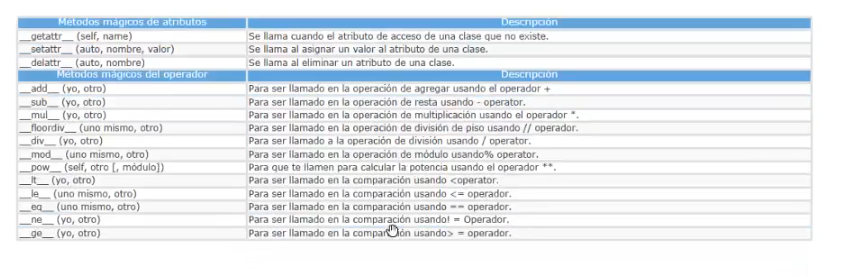 Métodos mágicos de atributos Descripción
__getattr__ (self, name) Se llama cuando el atributo de acceso de una clase que no existe.
__setattr__ (auto, nombre, valor) Se llama al asignar un valor al atributo de una clase.
__delattr__ (yo, nombre) Se llama al eliminar un atributo de una clase.
Métodos mágicos del operador Descripción
__add__ (yo, otro) Para ser llamado en la operación de agregar usando el operador +
__sub__ (yo, otro) Para ser llamado en la operación de resta usando - operator.
__mul__ (yo, otro) Para ser llamado en la operación de multiplicación usando el operador *.
__floordiv__ (uno mismo, otro) Para ser llamado en la operación de división de piso usando // operador.
__div__ (yo, otro) Para ser llamado a la operación de división usando / operator.
__mod__ (uno mismo, otro) Para ser llamado en la operación de módulo usando% operator.
__pow__ (self, otro [, módulo]) Para que te llamen para calcular la potencia usando el operador **.
__lt__ (yo, otro) Para ser llamado en la comparación usando <operator.
__le__ (uno mismo, otro) Para ser llamado en la comparación usando <= operador.
__eq__ (uno mismo, otro) Para ser llamado en la comparación usando == operador.
__ne__ (yo, otro) Para ser llamado en la comparación usando! = Operador.
__ge__ (yo, otro) Para ser llamado en la comparación usando> = operador.